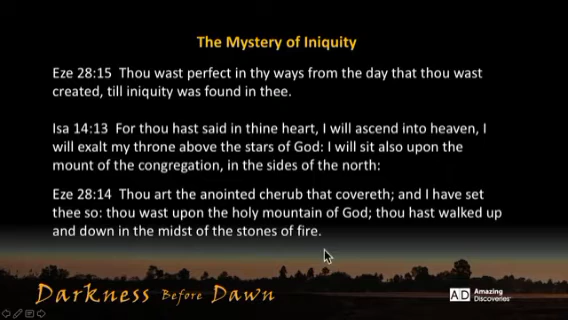 The Mystery of Iniquity
Eze 28:15 Thou wast perfect in thy ways from the day that thou wast
created, till iniquity was found in thee.
Isa 14:13 For thou hast said in thine heart, I will ascend into heaven, I
will exalt my throne above the stars of God: I will sit also upon the
mount of the congregation, in the sides of the north:
Eze 28:14 Thou art the anointed cherub that covereth; and I have set
thee so: thou wast upon the holy mountain of God; thou hast walked up
and down in the midst of the stones of fire.
Darkness Before Dawn
AD Amazing
Discoveries